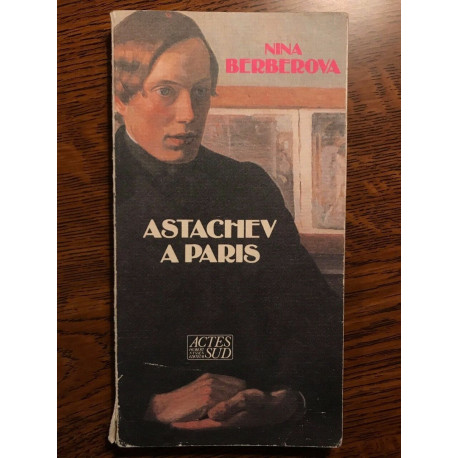 NINA
BERBEROVA
ASTACHEV
A PARIS
ACTES
SUD